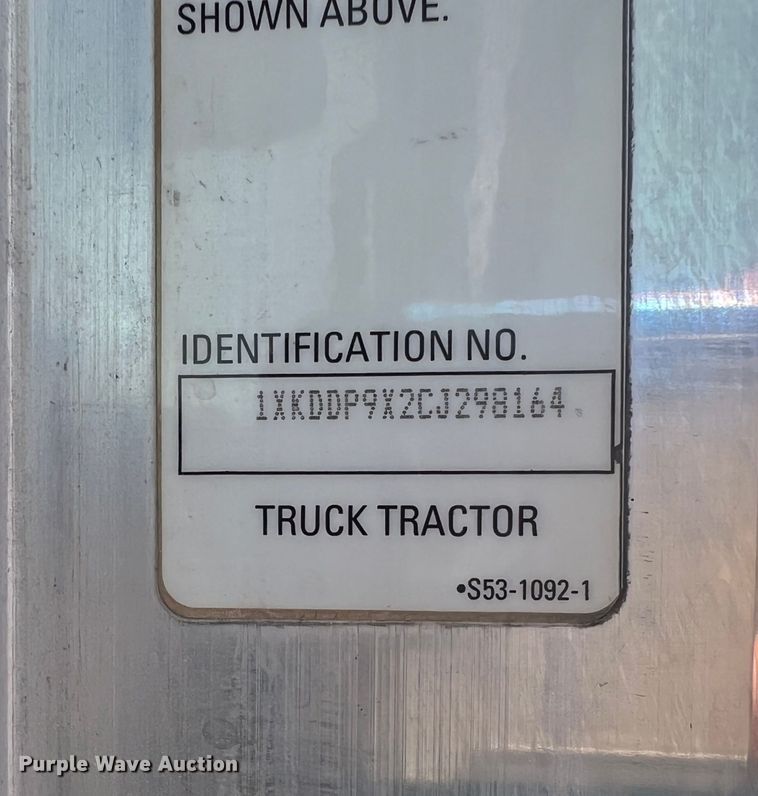 SHOWN ABOVE.
IDENTIFICATION NO.
1XKDDP9X2CJ298164
TRUCK TRACTOR
•S53-1092-1
Purple Wave Auction